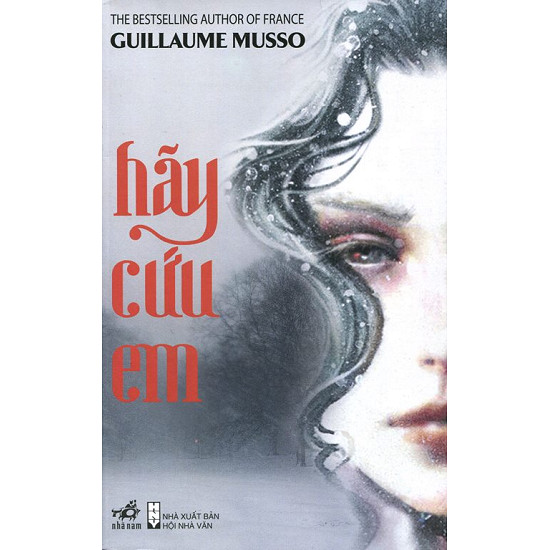 THE BESTSELLING AUTHOR OF FRANCE
GUILLAUME MUSSO
hãy
cứu
em
nhã nam
NHÀ XUẤT BẢN
HỘI NHÀ VĂN